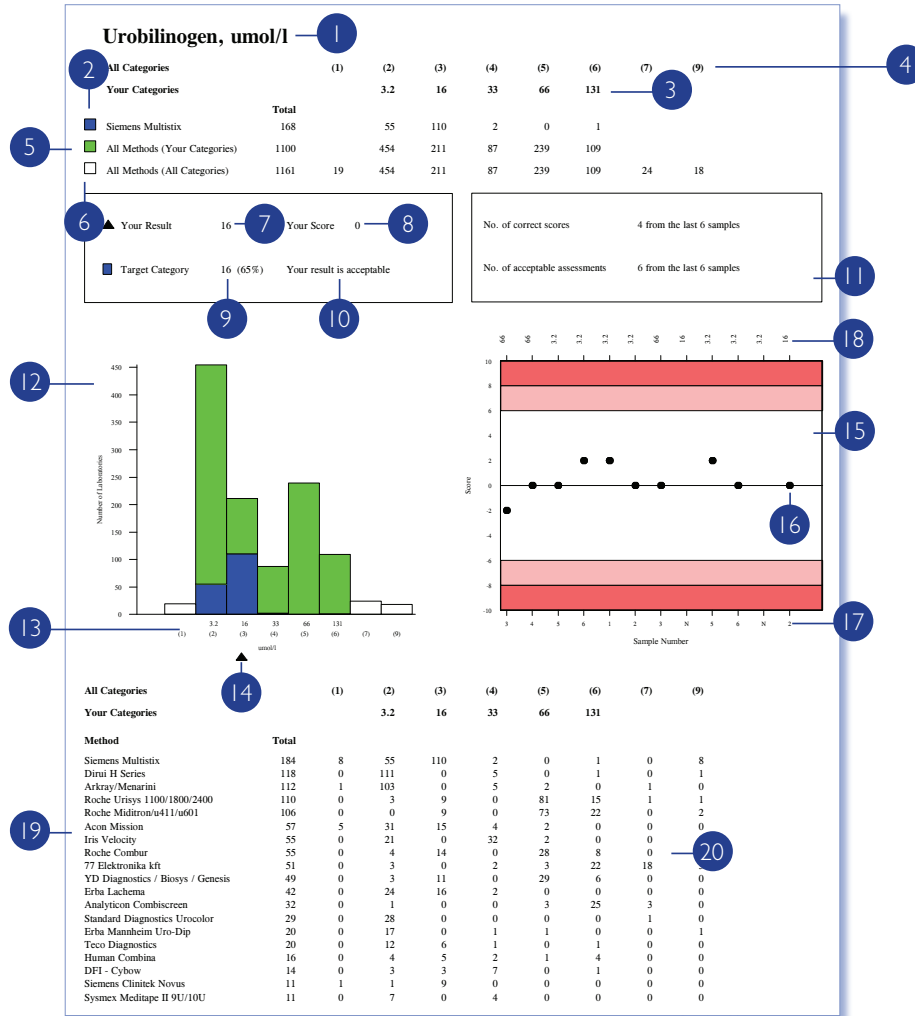 Urobilinogen, umol/l 1
2 All Categories (1) (2) (3) (4) (5) (6) (7) (9) 4
Your Categories 3.2 16 33 66 131 3
Total
Siemens Multistix 168 55 110 2 0 1
5 All Methods (Your Categories) 1100 454 211 87 239 109
All Methods (All Categories) 1161 19 454 211 87 239 109 24 18
6 Your Result 16 7 Your Score 0 8
Target Category 16 (65%) Your result is acceptable
9 10
No. of correct scores 4 from the last 6 samples
No. of acceptable assessments 6 from the last 6 samples
11
12
450
400
350
300
250
200
150
100
50
0
Number of Laboratories
3.2 16 33 66 131
13 (1) (2) (3) (4) (5) (6) (7) (9)
umol/l
14
66 66 3.2 3.2 3.2 3.2 66 16 3.2 3.2 3.2 16 18
10
8
6
4
2
0
-2
-4
-6
-8
-10
Score
15
16
3 4 5 6 1 2 3 N 5 6 N 2 17
Sample Number
All Categories (1) (2) (3) (4) (5) (6) (7) (9)
Your Categories 3.2 16 33 66 131
Method Total
Siemens Multistix 184 8 55 110 2 0 1 0 8
Dirui H Series 118 0 111 0 5 0 1 0 1
Arkray/Menarini 112 1 103 0 5 2 0 1 0
Roche Urisys 1100/1800/2400 110 0 3 9 0 81 15 1 1
Roche Miditron/u411/u601 106 0 0 9 0 73 22 0 2
19 Acon Mission 57 5 31 15 4 2 0 0 0
Iris Velocity 55 0 21 0 32 2 0 0 0
Roche Combur 55 0 4 14 0 28 8 0 20
77 Elektronika kft 51 0 3 0 2 3 22 18
YD Diagnostics / Biosys / Genesis 49 0 3 11 0 29 6 0 0
Erba Lachema 42 0 24 16 2 0 0 0 0
Analyticon Combiscreen 32 0 1 0 0 3 25 3 0
Standard Diagnostics Urocolor 29 0 28 0 0 0 0 1 0
Erba Mannheim Uro-Dip 20 0 17 0 1 1 0 0 1
Teco Diagnostics 20 0 12 6 1 0 1 0 0
Human Combina 16 0 4 5 2 1 4 0 0
DFI - Cybow 14 0 3 3 7 0 1 0 0
Siemens Clinitek Novus 11 1 1 9 0 0 0 0 0
Sysmex Meditape II 9U/10U 11 0 7 0 4 0 0 0 0